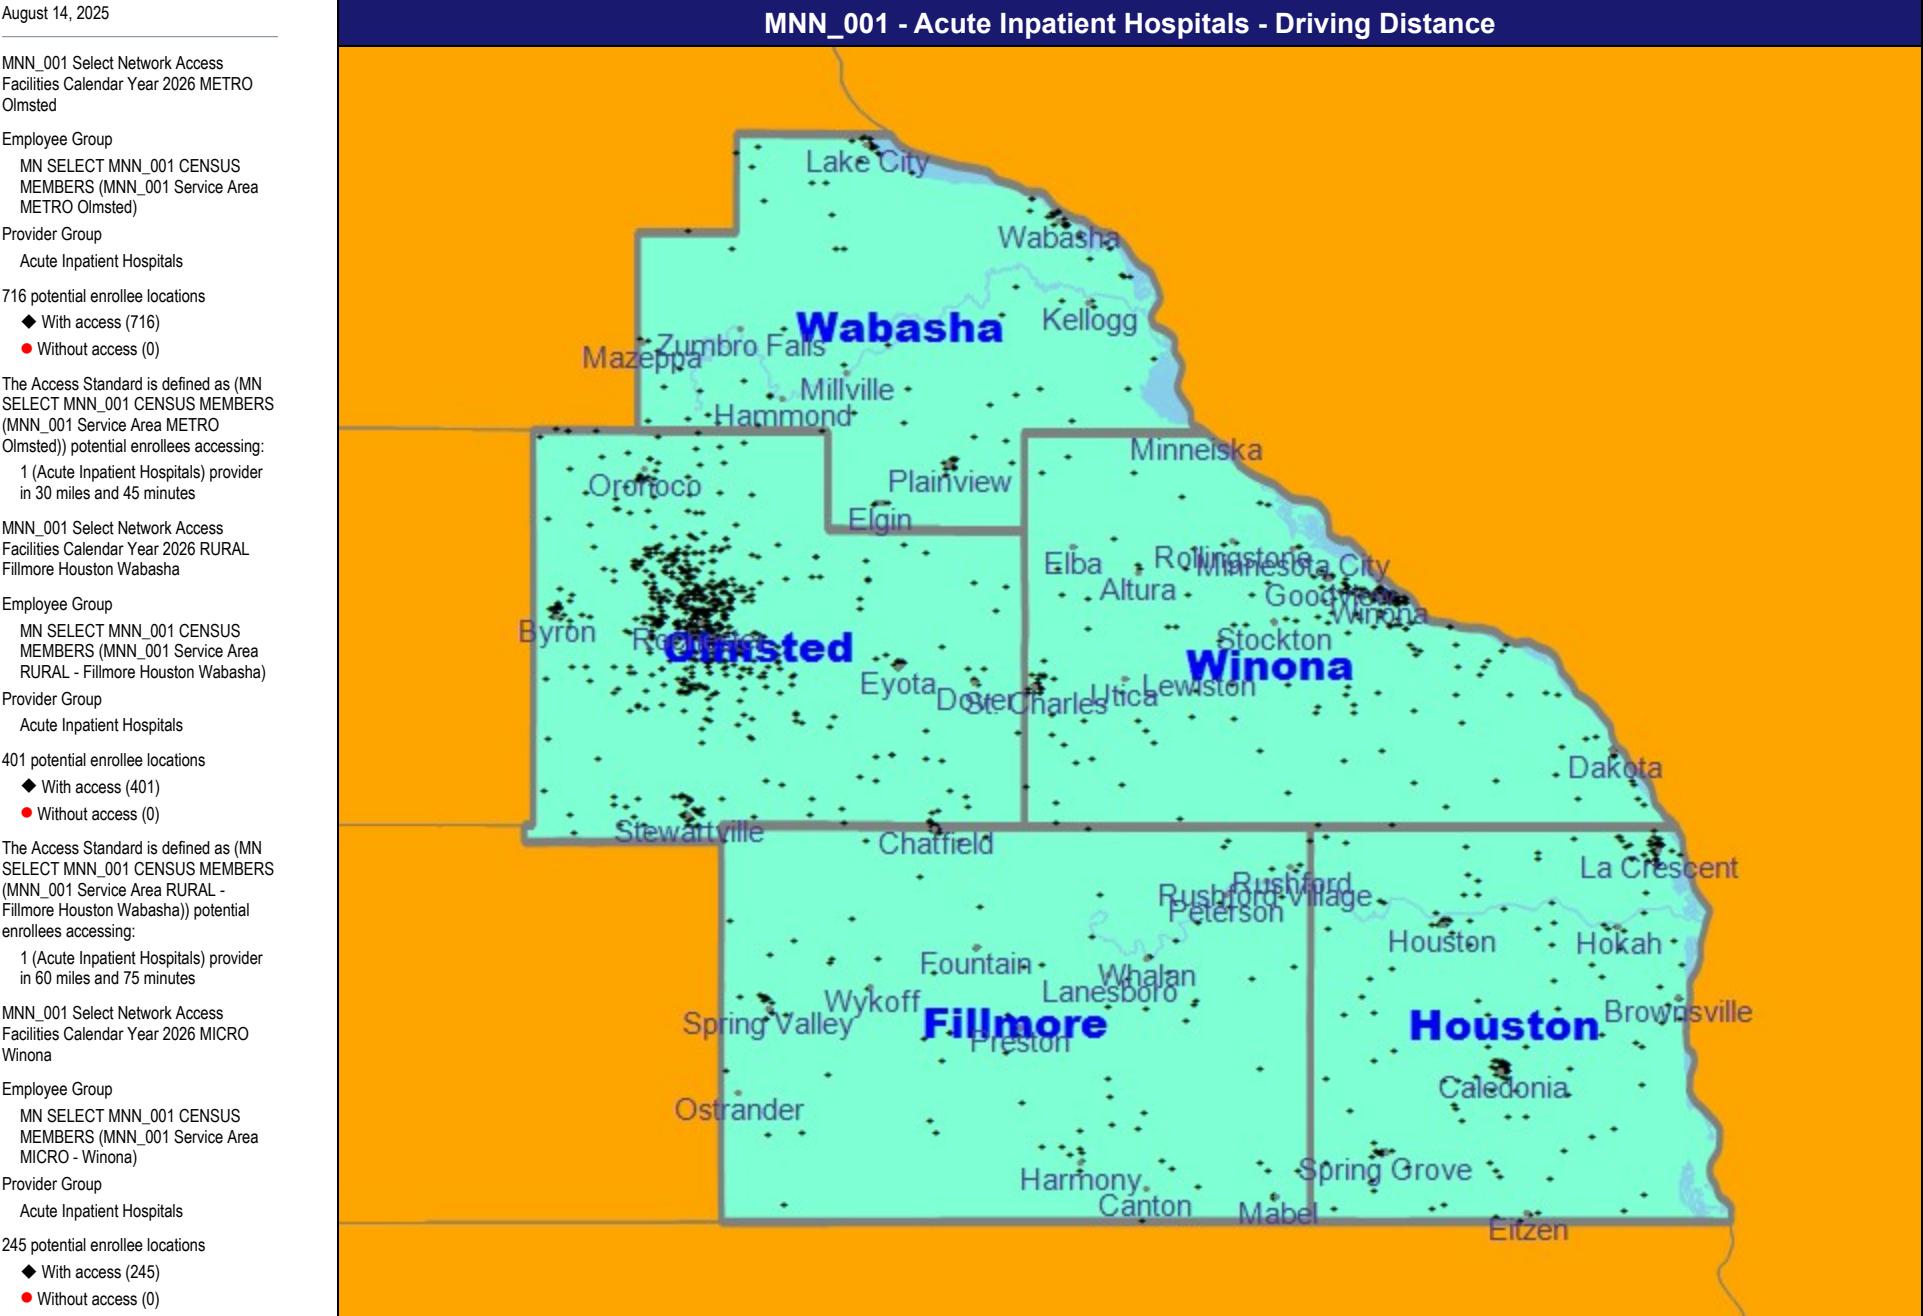 August 14, 2025
MNN_001 Select Network Access
Facilities Calendar Year 2026 METRO
Olmsted
Employee Group
MN SELECT MNN_001 CENSUS
MEMBERS (MNN_001 Service Area
METRO Olmsted)
Provider Group
Acute Inpatient Hospitals
716 potential enrollee locations
With access (716)
Without access (0)
The Access Standard is defined as (MN
SELECT MNN_001 CENSUS MEMBERS
(MNN_001 Service Area METRO
Olmsted)) potential enrollees accessing:
1 (Acute Inpatient Hospitals) provider
in 30 miles and 45 minutes
MNN_001 Select Network Access
Facilities Calendar Year 2026 RURAL
Fillmore Houston Wabasha
Employee Group
MN SELECT MNN_001 CENSUS
MEMBERS (MNN_001 Service Area
RURAL - Fillmore Houston Wabasha)
Provider Group
Acute Inpatient Hospitals
401 potential enrollee locations
With access (401)
Without access (0)
The Access Standard is defined as (MN
SELECT MNN_001 CENSUS MEMBERS
(MNN_001 Service Area RURAL -
Fillmore Houston Wabasha)) potential
enrollees accessing:
1 (Acute Inpatient Hospitals) provider
in 60 miles and 75 minutes
MNN_001 Select Network Access
Facilities Calendar Year 2026 MICRO
Winona
Employee Group
MN SELECT MNN_001 CENSUS
MEMBERS (MNN_001 Service Area
MICRO - Winona)
Provider Group
Acute Inpatient Hospitals
245 potential enrollee locations
With access (245)
Without access (0)
MNN_001 - Acute Inpatient Hospitals - Driving Distance
Lake City
Wabasha
Kellogg
Wabasha
Zumbro Falls
Mazeppa
Millville
Hammond
Minneiska
Plainview
Oronoco
Elgin
Rollingstone
Minnesota City
Elba
Altura
Goodview
Winona
Byron
Rochester
Olmsted
Stockton
Winona
Eyota
Dover
St. Charles
Utica
Lewiston
Dakota
Stewartville
Chatfield
La Crescent
Rushford
Rushford Village
Peterson
Houston
Hokah
Fountain
Whalan
Lanesboro
Wykoff
Brownsville
Spring Valley
Fillmore
Houston
Preston
Caledonia
Ostrander
Harmony
Spring Grove
Canton
Mabel
Eitzen